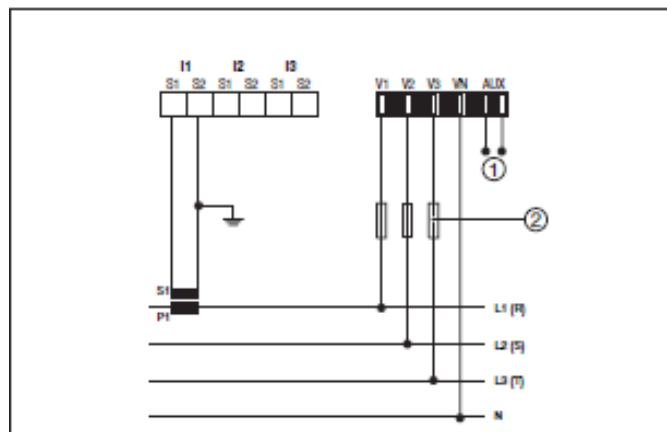 I1 I2 I3
S1 S2 S1 S2 S1 S2
V1 V2 V3 VN AUX
1
2
S1
P1
L1 (R)
L2 (S)
L3 (T)
N